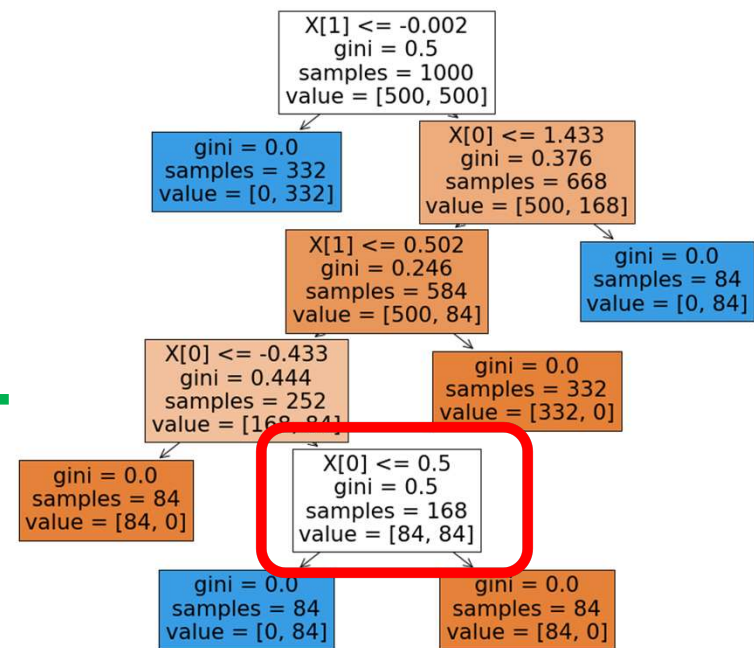 X[1] <= -0.002
gini = 0.5
samples = 1000
value = [500, 500]
gini = 0.0
samples = 332
value = [0, 332]
X[0] <= 1.433
gini = 0.376
samples = 668
value = [500, 168]
X[1] <= 0.502
gini = 0.246
samples = 584
value = [500, 84]
gini = 0.0
samples = 84
value = [0, 84]
X[0] <= -0.433
gini = 0.444
samples = 252
value = [168, 84]
gini = 0.0
samples = 332
value = [332, 0]
gini = 0.0
samples = 84
value = [84, 0]
X[0] <= 0.5
gini = 0.5
samples = 168
value = [84, 84]
gini = 0.0
samples = 84
value = [0, 84]
gini = 0.0
samples = 84
value = [84, 0]